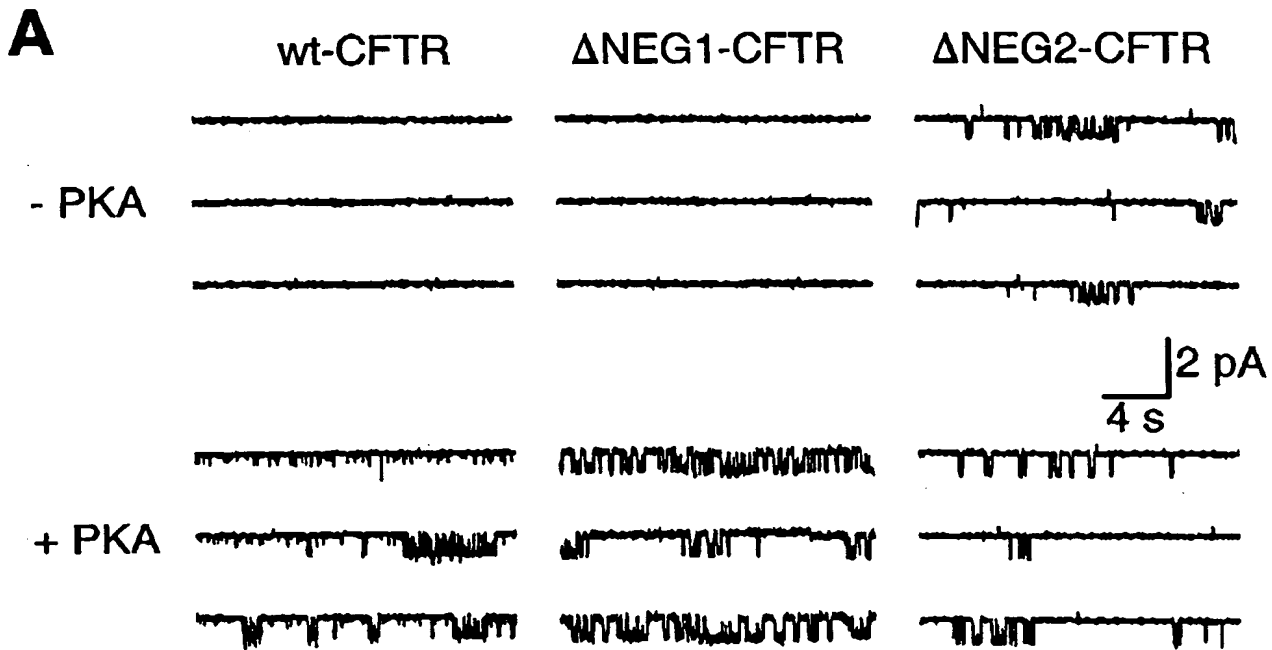 A
wt-CFTR ΔNEG1-CFTR ΔNEG2-CFTR
- PKA
2 pA
4 s
+ PKA